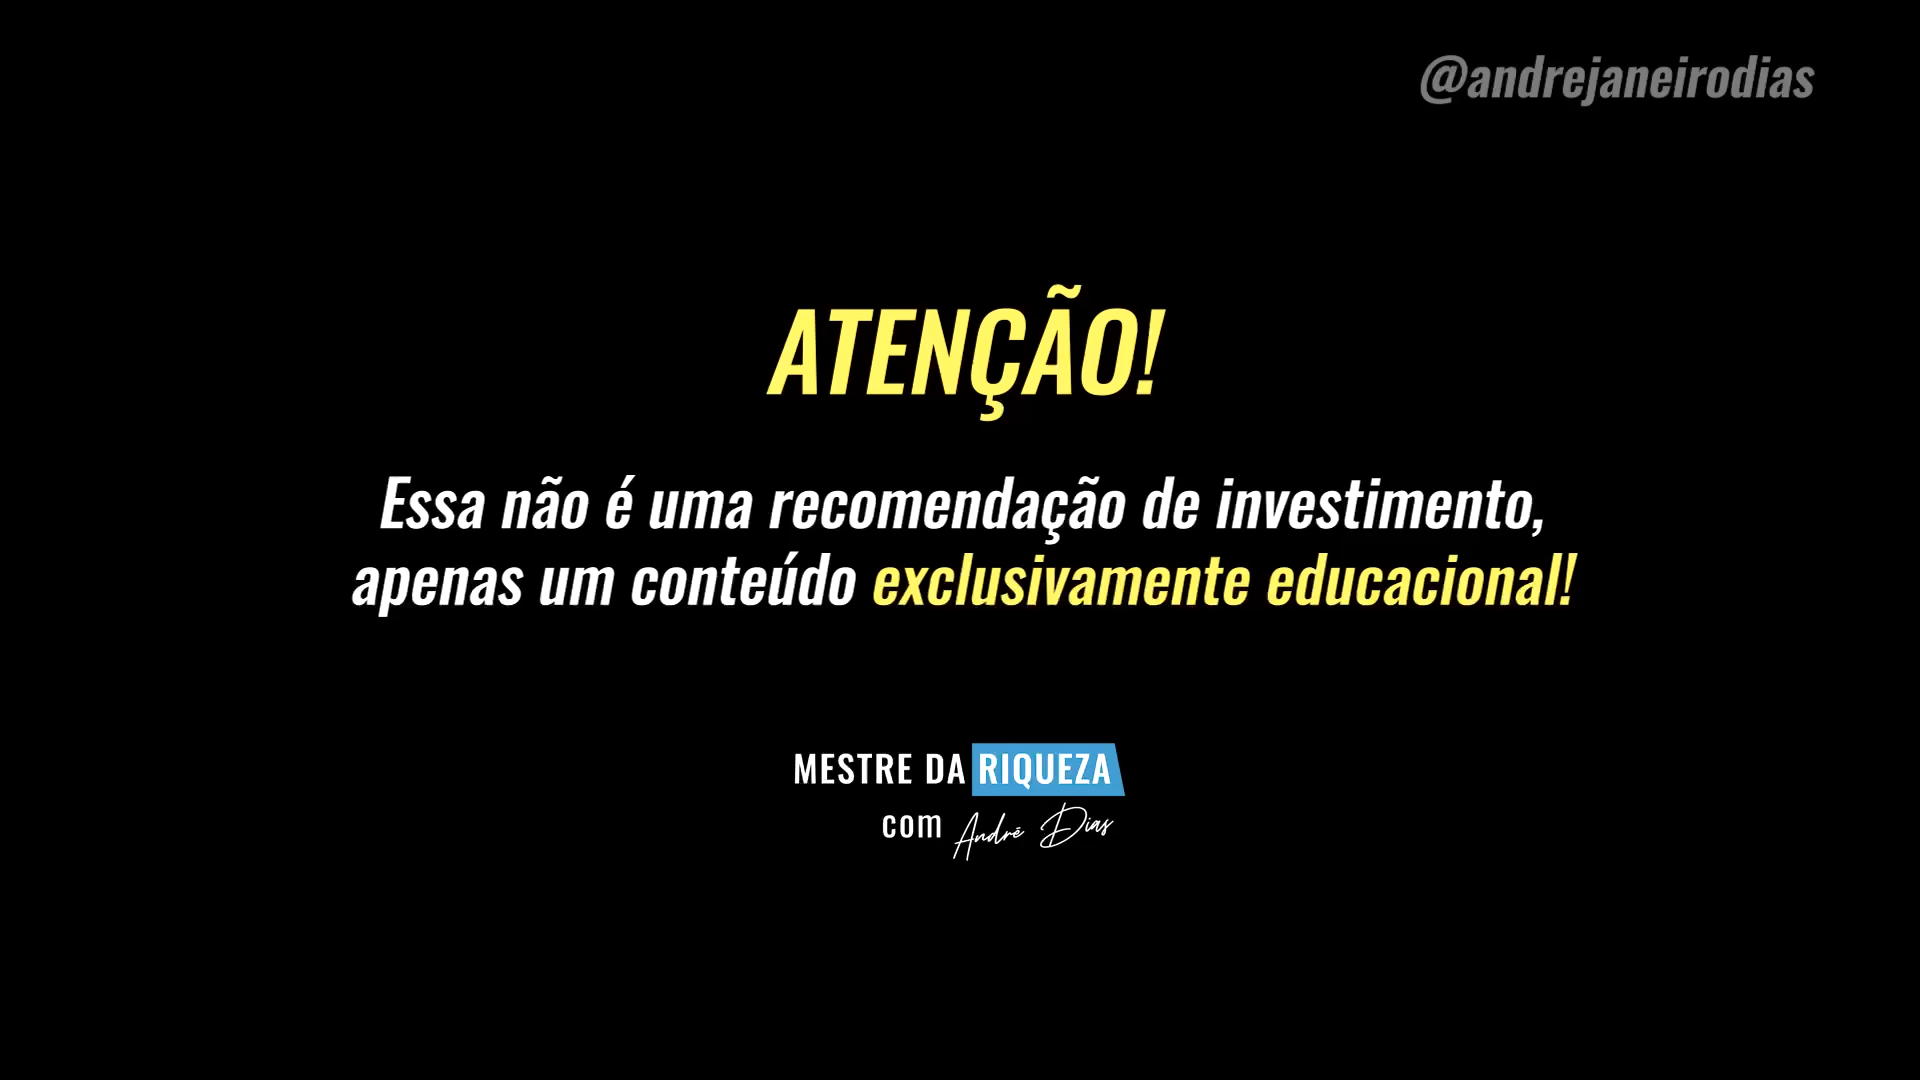 @andrejaneirodias
ATENÇÃO!
Essa não é uma recomendação de investimento,
apenas um conteúdo exclusivamente educacional!
MESTRE DA RIQUEZA
com André Dias